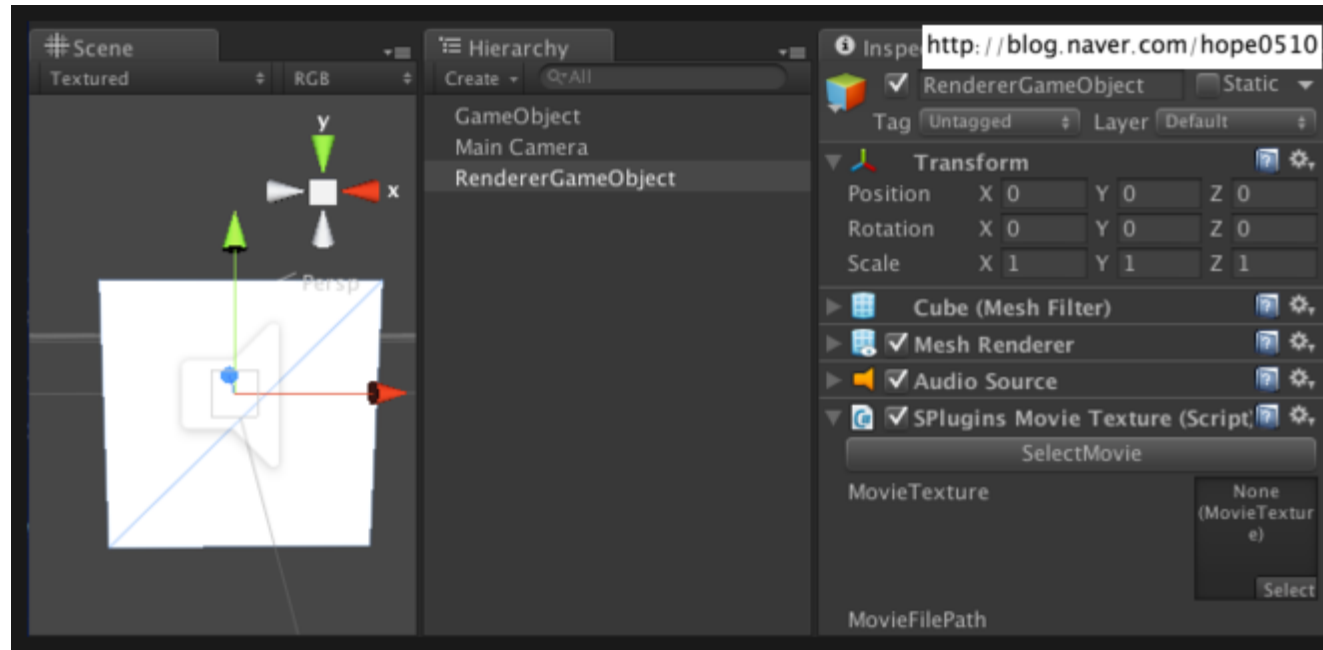 Scene
Textured
RGB
y
x
Persp
Hierarchy
Create
All
GameObject
Main Camera
RendererGameObject
Inspe
http://blog.naver.com/hope0510
RendererGameObject
Static
Tag Untagged Layer Default
Transform
Position X 0 Y 0 Z 0
Rotation X 0 Y 0 Z 0
Scale X 1 Y 1 Z 1
Cube (Mesh Filter)
Mesh Renderer
Audio Source
SPlugins Movie Texture (Script)
SelectMovie
MovieTexture
None
(MovieTextur
e)
Select
MovieFilePath